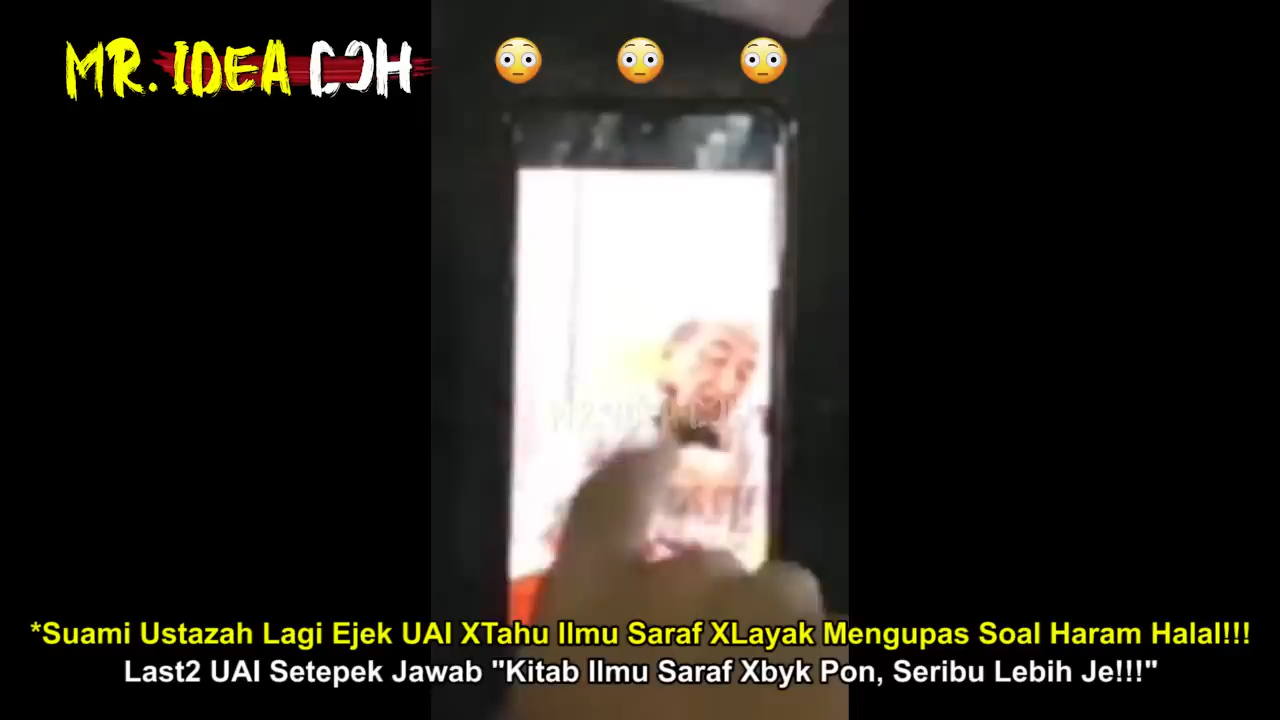 MR. IDEA
😳 😳 😳
*Suami Ustazah Lagi Ejek UAI XTahu Ilmu Saraf XLayak Mengupas Soal Haram Halal!!!
Last2 UAI Setepek Jawab "Kitab Ilmu Saraf Xbyk Pon, Seribu Lebih Je!!!"